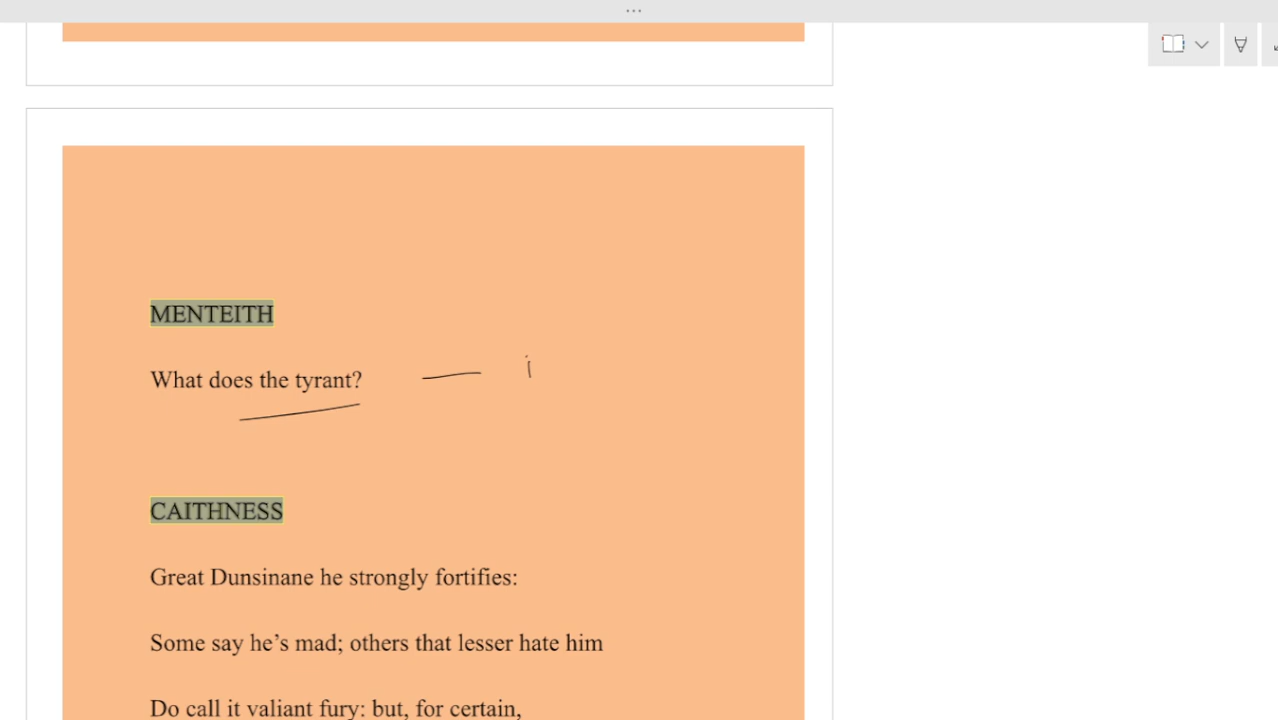 MENTEITH
What does the tyrant? — i
CAITHNESS
Great Dunsinane he strongly fortifies:
Some say he’s mad; others that lesser hate him
Do call it valiant fury: but, for certain,